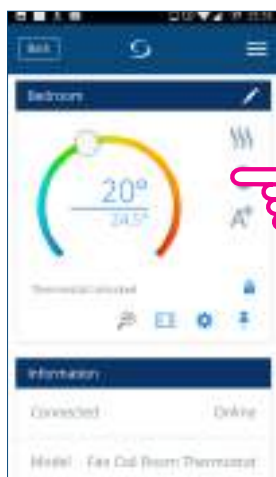 Back
Bedroom
20°
24.5°
A
Thermostat unlocked
Information
Connected Online
Model Fan Coil Room Thermostat